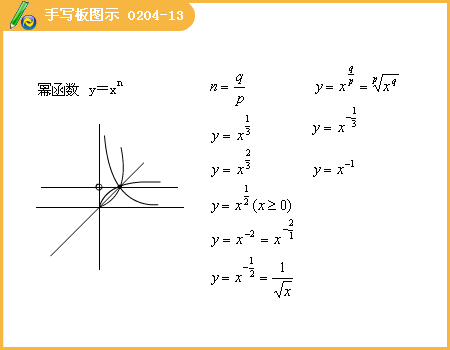 手写板图示 0204-13
幂函数 y=x^n
n = q/p
y = x^(q/p) = ᵖ√(x^q)
y = x^(1/3)
y = x^(-1/3)
y = x^(2/3)
y = x^(-1)
y = x^(1/2) (x ≥ 0)
y = x^(-2) = x^(-2/1)
y = x^(-1/2) = 1/√x